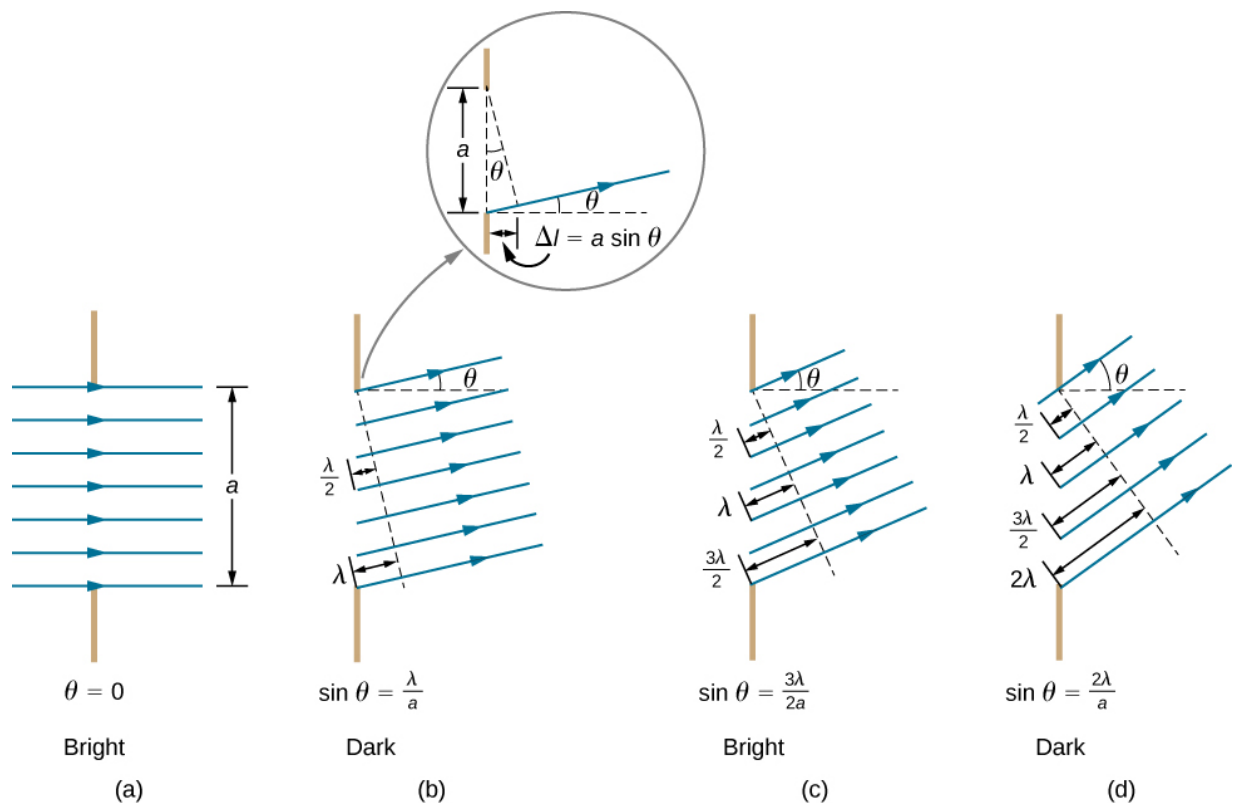 a
θ
θ
Δl = a sin θ
a
θ
λ/2
λ
θ
λ/2
λ
3λ/2
θ
λ/2
λ
3λ/2
2λ
θ = 0
sin θ = λ/a
sin θ = 3λ/2a
sin θ = 2λ/a
Bright
Dark
Bright
Dark
(a)
(b)
(c)
(d)